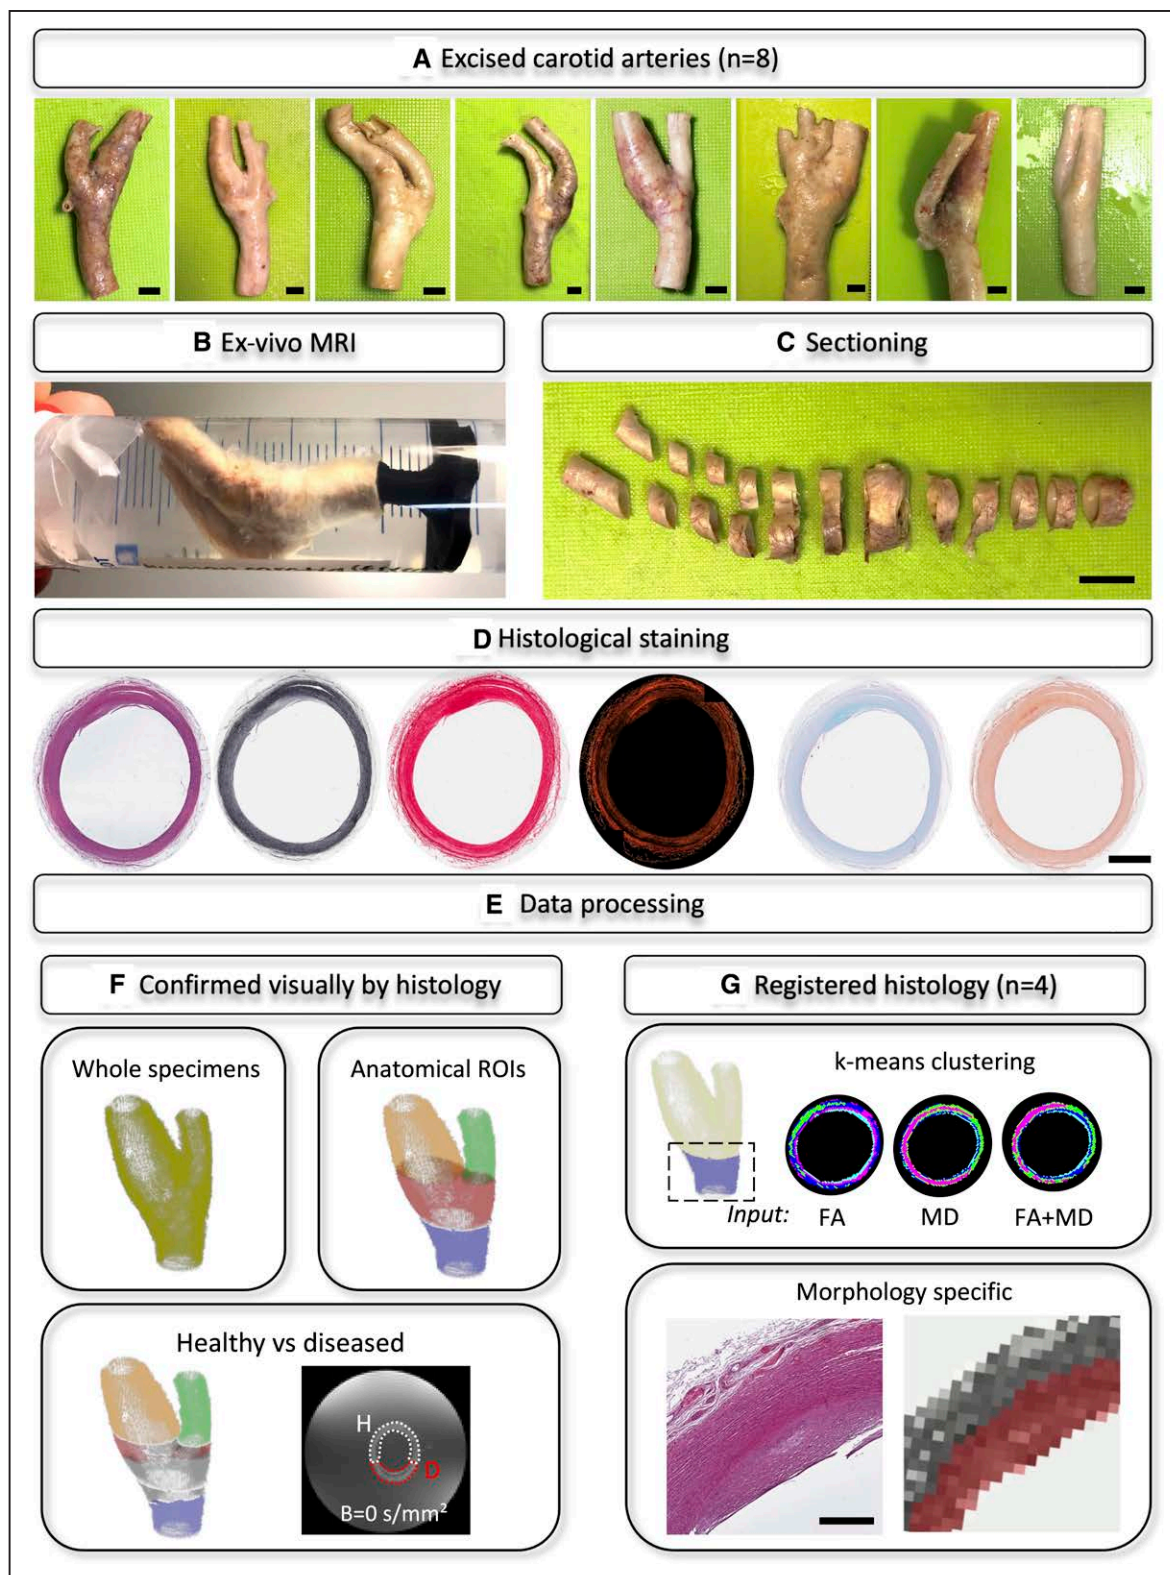 A Excised carotid arteries (n=8)
B Ex-vivo MRI
C Sectioning
D Histological staining
E Data processing
F Confirmed visually by histology
G Registered histology (n=4)
Whole specimens
Anatomical ROIs
k-means clustering
Input: FA MD FA+MD
Healthy vs diseased
H
D
B=0 s/mm²
Morphology specific